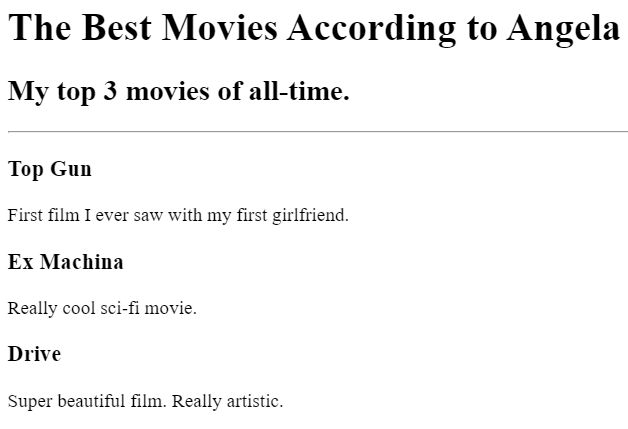 The Best Movies According to Angela
My top 3 movies of all-time.
Top Gun
First film I ever saw with my first girlfriend.
Ex Machina
Really cool sci-fi movie.
Drive
Super beautiful film. Really artistic.